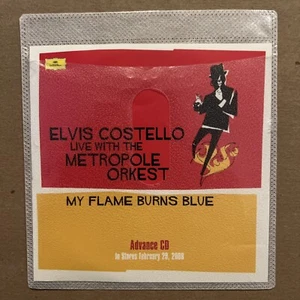 ELVIS COSTELLO
LIVE WITH THE
METROPOLE
ORKEST
MY FLAME BURNS BLUE
Advance CD
In Stores February 28, 2006